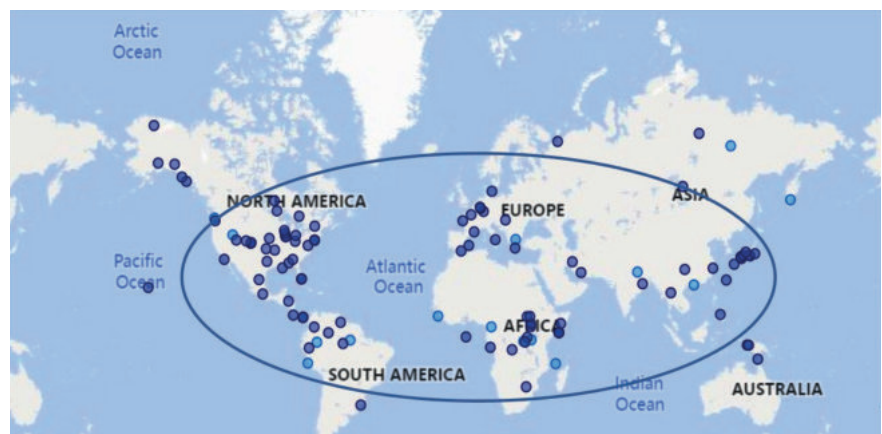 Arctic
Ocean
NORTH AMERICA
EUROPE
ASIA
Pacific
Ocean
Atlantic
Ocean
AFRICA
SOUTH AMERICA
Indian
Ocean
AUSTRALIA